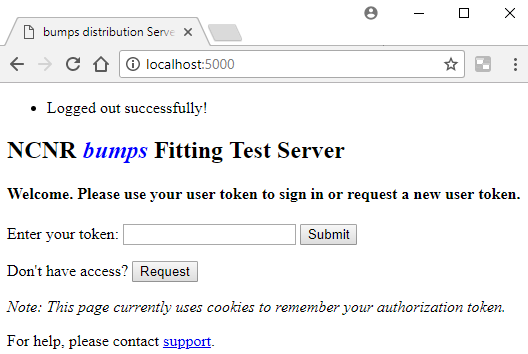 bumps distribution Serve
localhost:5000
Logged out successfully!
NCNR bumps Fitting Test Server
Welcome. Please use your user token to sign in or request a new user token.
Enter your token: Submit
Don't have access? Request
Note: This page currently uses cookies to remember your authorization token.
For help, please contact support.